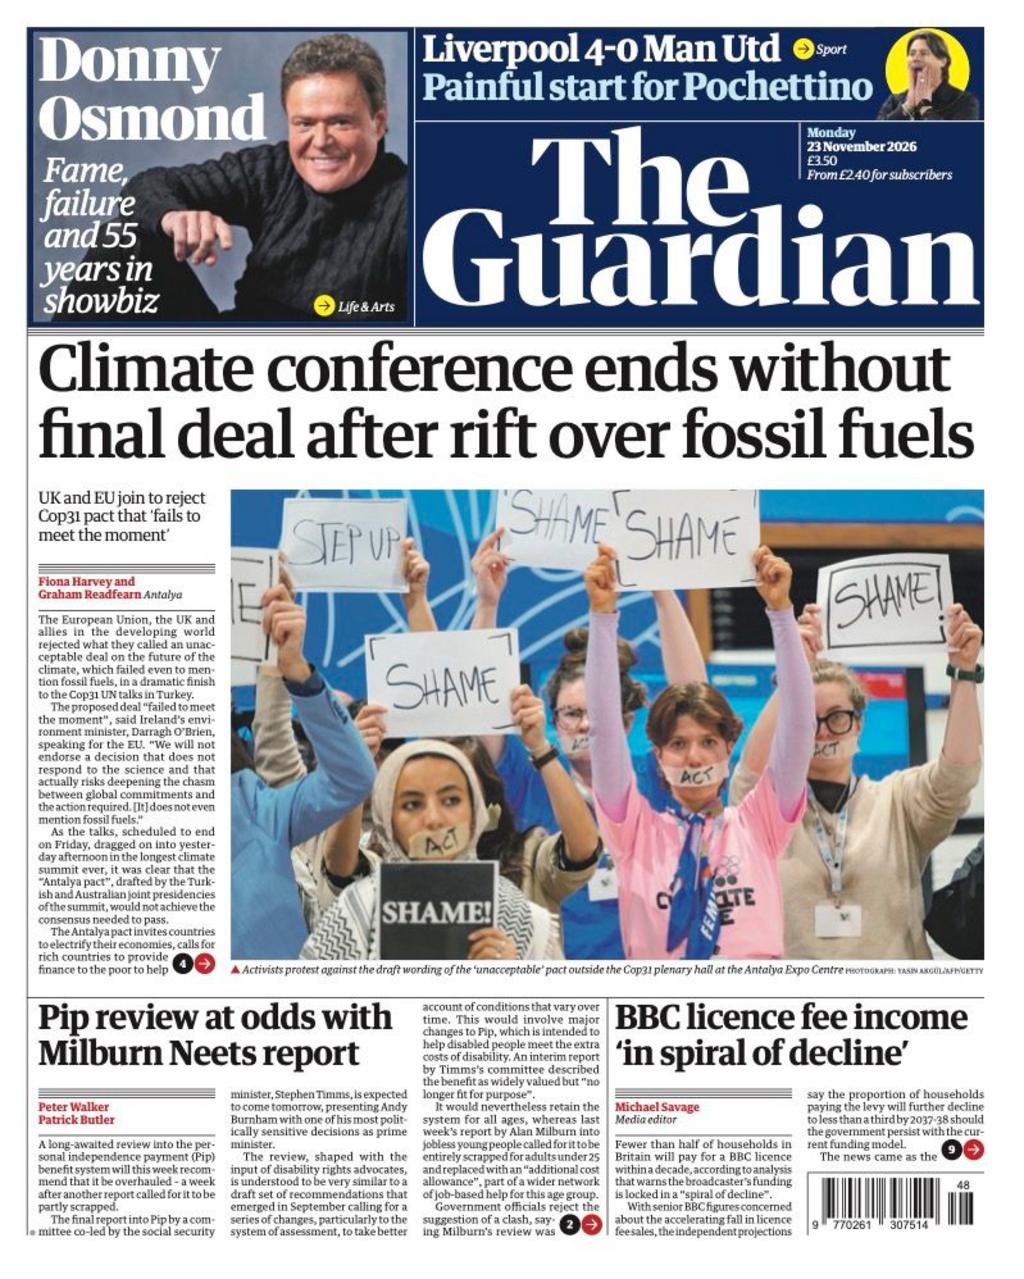 Donny
Osmond
Fame,
failure
and 55
years in
showbiz
Life & Arts
Liverpool 4-0 Man Utd
Sport
Painful start for Pochettino
Monday
23 November 2026
£3.50
From £2.40 for subscribers
The
Guardian
Climate conference ends without
final deal after rift over fossil fuels
UK and EU join to reject
Cop31 pact that ‘fails to
meet the moment’
Fiona Harvey and
Graham Readfearn Antalya
The European Union, the UK and
allies in the developing world
rejected what they called an unac-
ceptable deal on the future of the
climate, which failed even to men-
tion fossil fuels, in a dramatic finish
to the Cop31 UN talks in Turkey.
The proposed deal “failed to meet
the moment”, said Ireland’s envi-
ronment minister, Darragh O’Brien,
speaking for the EU. “We will not
endorse a decision that does not
respond to the science and that
actually risks deepening the chasm
between global commitments and
the action required. [It] does not even
mention fossil fuels.”
As the talks, scheduled to end
on Friday, dragged on into yester-
day afternoon in the longest climate
summit ever, it was clear that the
“Antalya pact”, drafted by the Turk-
ish and Australian joint presidencies
of the summit, would not achieve the
consensus needed to pass.
The Antalya pact invites countries
to electrify their economies, calls for
rich countries to provide
finance to the poor to help
4
STEP UP
SHAME
SHAME
SHAME!
SHAME
ACT
ACT
ACT
SHAME!
▲ Activists protest against the draft wording of the ‘unacceptable’ pact outside the Cop31 plenary hall at the Antalya Expo Centre PHOTOGRAPH: YASIN AKGÜL/AFP/GETTY
Pip review at odds with
Milburn Neets report
Peter Walker
Patrick Butler
A long-awaited review into the per-
sonal independence payment (Pip)
benefit system will this week recom-
mend that it be overhauled – a week
after another report called for it to be
partly scrapped.
The final report into Pip by a com-
mittee co-led by the social security
minister, Stephen Timms, is expected
to come tomorrow, presenting Andy
Burnham with one of his most polit-
ically sensitive decisions as prime
minister.
The review, shaped with the
input of disability rights advocates,
is understood to be very similar to a
draft set of recommendations that
emerged in September calling for a
series of changes, particularly to the
system of assessment, to take better
account of conditions that vary over
time. This would involve major
changes to Pip, which is intended to
help disabled people meet the extra
costs of disability. An interim report
by Timms’s committee described
the benefit as widely valued but “no
longer fit for purpose”.
It would nevertheless retain the
system for all ages, whereas last
week’s report by Alan Milburn into
jobless young people called for it to be
entirely scrapped for adults under 25
and replaced with an “additional cost
allowance”, part of a wider network
of job-based help for this age group.
Government officials reject the
suggestion of a clash, say-
ing Milburn’s review was
2
BBC licence fee income
‘in spiral of decline’
Michael Savage
Media editor
Fewer than half of households in
Britain will pay for a BBC licence
within a decade, according to analysis
that warns the broadcaster’s funding
is locked in a “spiral of decline”.
With senior BBC figures concerned
about the accelerating fall in licence
fee sales, the independent projections
say the proportion of households
paying the levy will further decline
to less than a third by 2037-38 should
the government persist with the cur-
rent funding model.
The news came as the
9
48
9 770261 307514